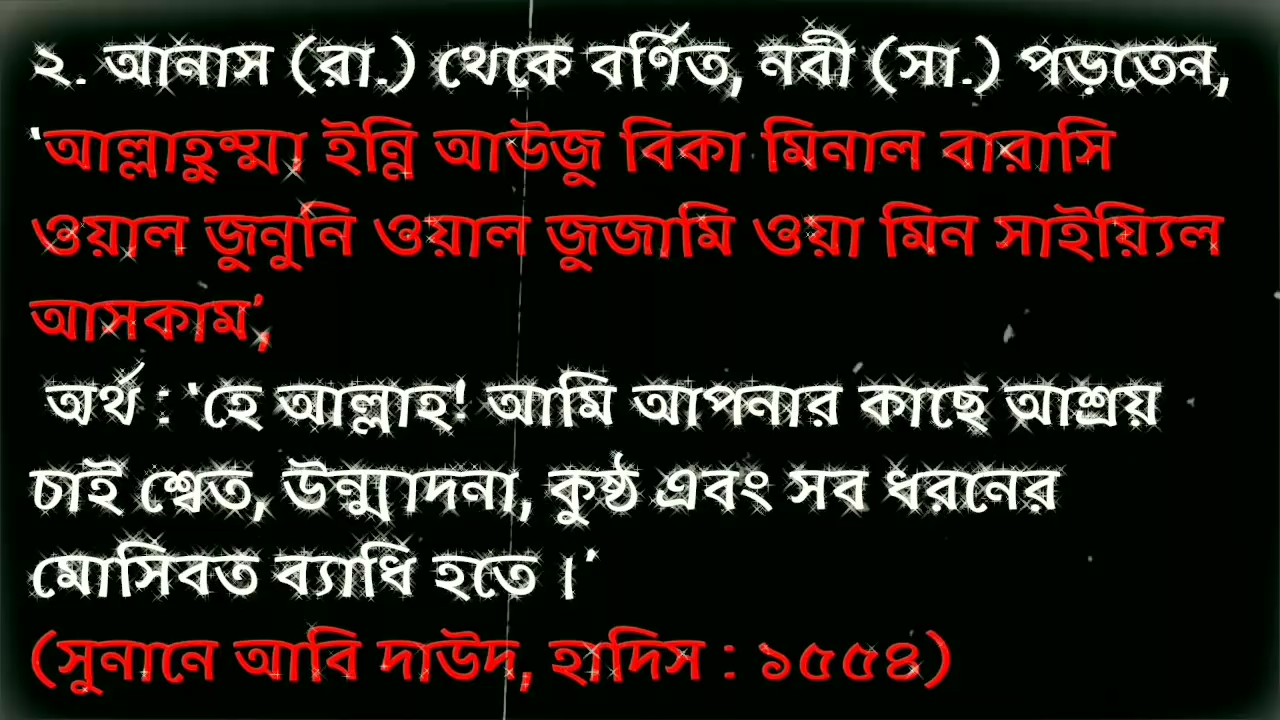 ২. আনাস (রা.) থেকে বর্ণিত, নবী (সা.) পড়তেন,
‘আল্লাহুম্মা ইন্নি আউজু বিকা মিনাল বারাসি
ওয়াল জুনুনি ওয়াল জুজামি ওয়া মিন সাইয়্যিল
আসকাম’,
অর্থ : ‘হে আল্লাহ! আমি আপনার কাছে আশ্রয়
চাই শ্বেত, উন্মাদনা, কুষ্ঠ এবং সব ধরনের
মোসিবত ব্যাধি হতে ।’
(সুনানে আবি দাউদ, হাদিস : ১৫৫৪)